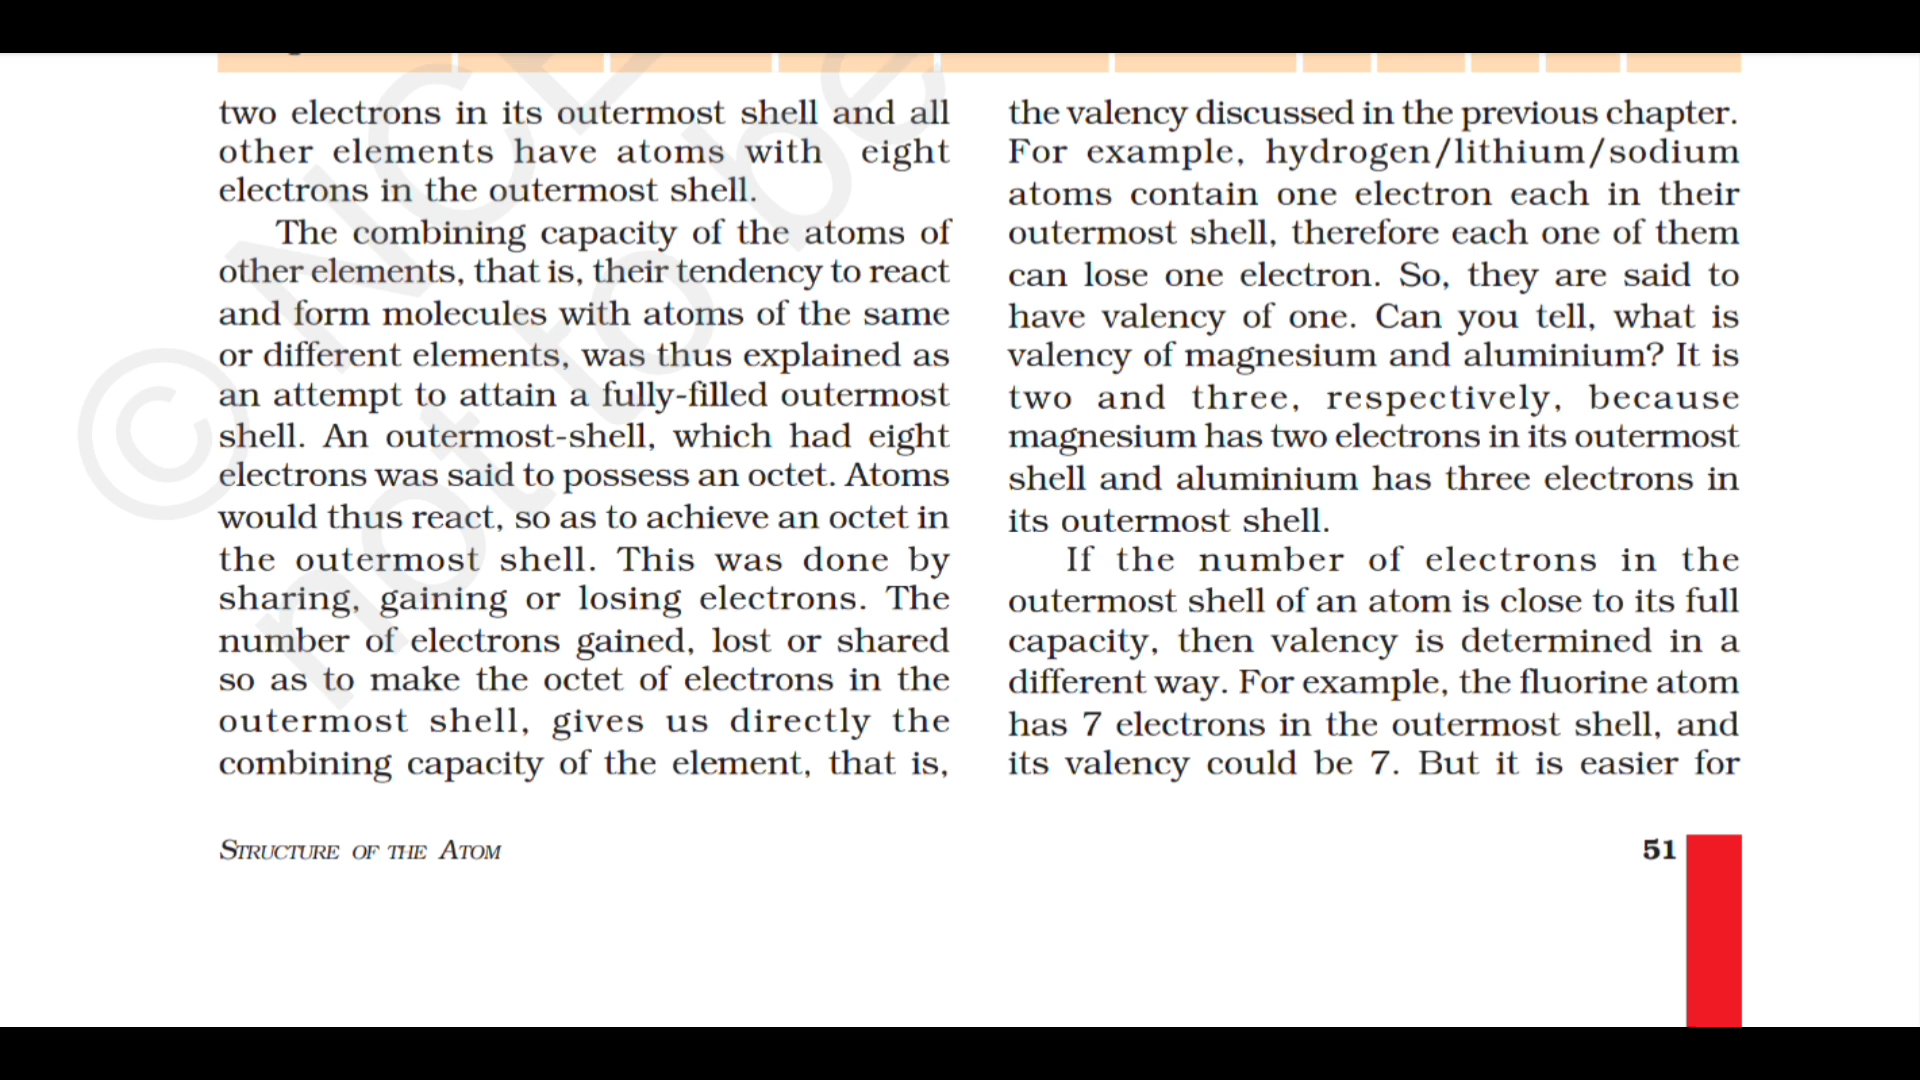 two electrons in its outermost shell and all
other elements have atoms with eight
electrons in the outermost shell.
The combining capacity of the atoms of
other elements, that is, their tendency to react
and form molecules with atoms of the same
or different elements, was thus explained as
an attempt to attain a fully-filled outermost
shell. An outermost-shell, which had eight
electrons was said to possess an octet. Atoms
would thus react, so as to achieve an octet in
the outermost shell. This was done by
sharing, gaining or losing electrons. The
number of electrons gained, lost or shared
so as to make the octet of electrons in the
outermost shell, gives us directly the
combining capacity of the element, that is,
the valency discussed in the previous chapter.
For example, hydrogen/lithium/sodium
atoms contain one electron each in their
outermost shell, therefore each one of them
can lose one electron. So, they are said to
have valency of one. Can you tell, what is
valency of magnesium and aluminium? It is
two and three, respectively, because
magnesium has two electrons in its outermost
shell and aluminium has three electrons in
its outermost shell.
If the number of electrons in the
outermost shell of an atom is close to its full
capacity, then valency is determined in a
different way. For example, the fluorine atom
has 7 electrons in the outermost shell, and
its valency could be 7. But it is easier for
STRUCTURE OF THE ATOM
51
© NCE
not to be